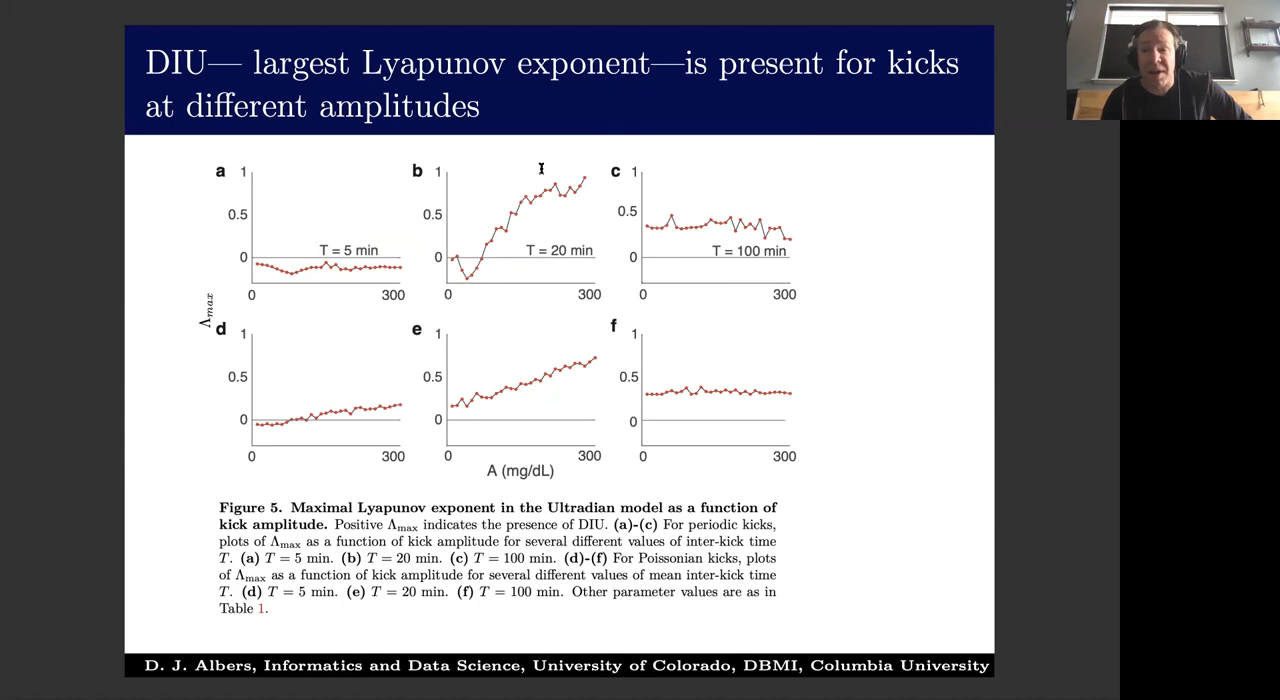 DIU— largest Lyapunov exponent—is present for kicks
at different amplitudes
a
1
0.5
0
T = 5 min
0
300
b
1
0.5
0
T = 20 min
0
300
c
1
0.5
0
T = 100 min
0
300
Λmax
d
1
0.5
0
0
300
e
1
0.5
0
0
300
A (mg/dL)
f
1
0.5
0
0
300
Figure 5. Maximal Lyapunov exponent in the Ultradian model as a function of
kick amplitude. Positive Λmax indicates the presence of DIU. (a)-(c) For periodic kicks,
plots of Λmax as a function of kick amplitude for several different values of inter-kick time
T. (a) T = 5 min. (b) T = 20 min. (c) T = 100 min. (d)-(f) For Poissonian kicks, plots
of Λmax as a function of kick amplitude for several different values of mean inter-kick time
T. (d) T = 5 min. (e) T = 20 min. (f) T = 100 min. Other parameter values are as in
Table 1.
D. J. Albers, Informatics and Data Science, University of Colorado, DBMI, Columbia University